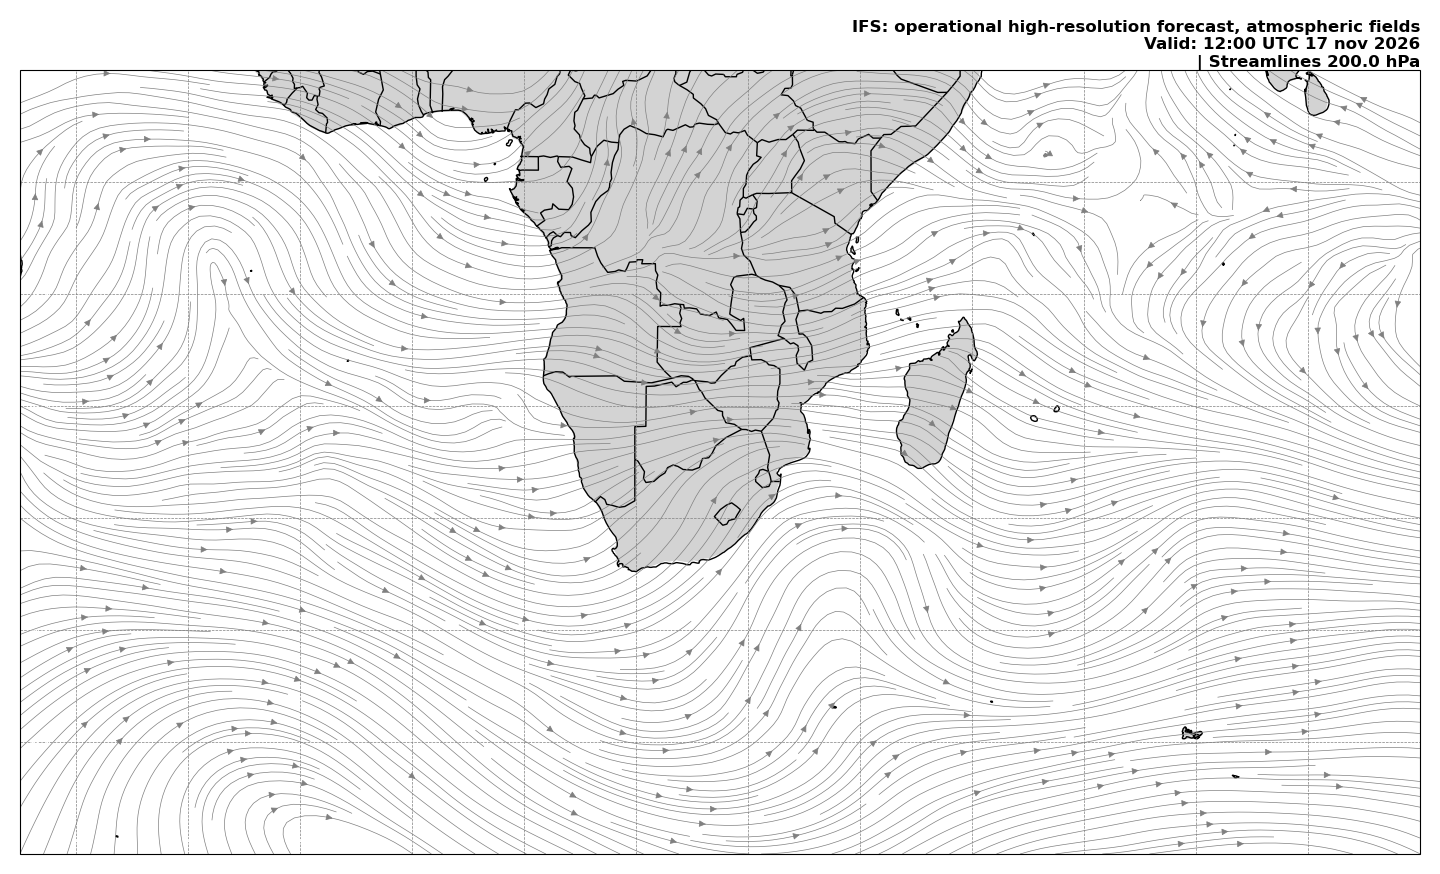 IFS: operational high-resolution forecast, atmospheric fields
Valid: 12:00 UTC 17 nov 2026
| Streamlines 200.0 hPa